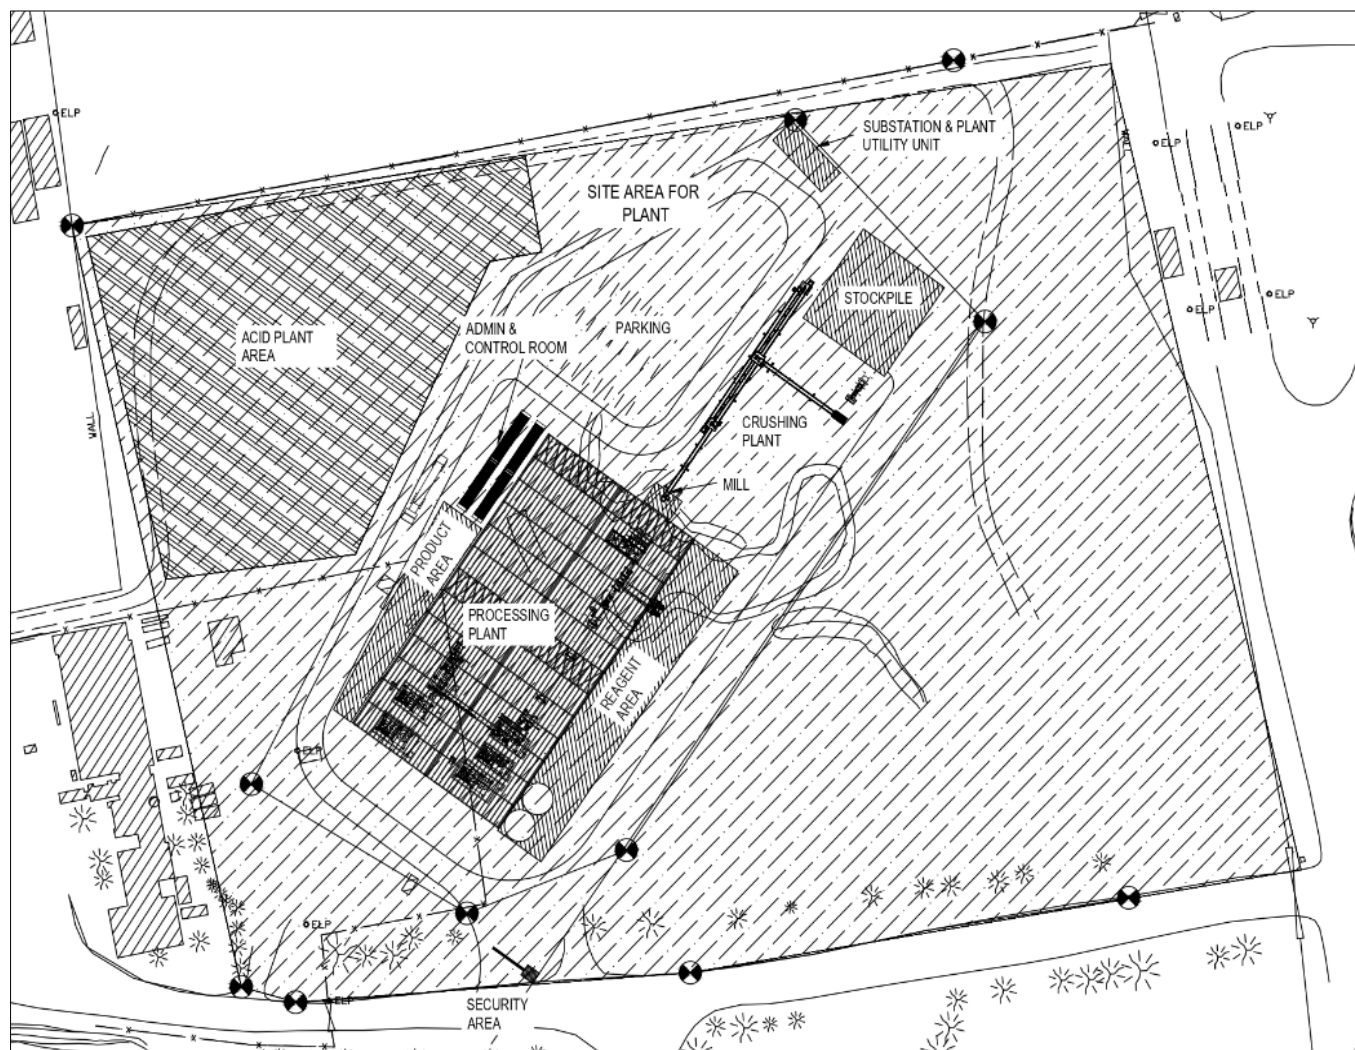 ELP
SUBSTATION & PLANT
UTILITY UNIT
ELP
ELP
WALL
SITE AREA FOR
PLANT
STOCKPILE
ELP
ELP
ACID PLANT
AREA
ADMIN &
CONTROL ROOM
PARKING
WALL
CRUSHING
PLANT
MILL
PRODUCT
AREA
PROCESSING
PLANT
REAGENT
AREA
ELP
ELP
ELP
SECURITY
AREA